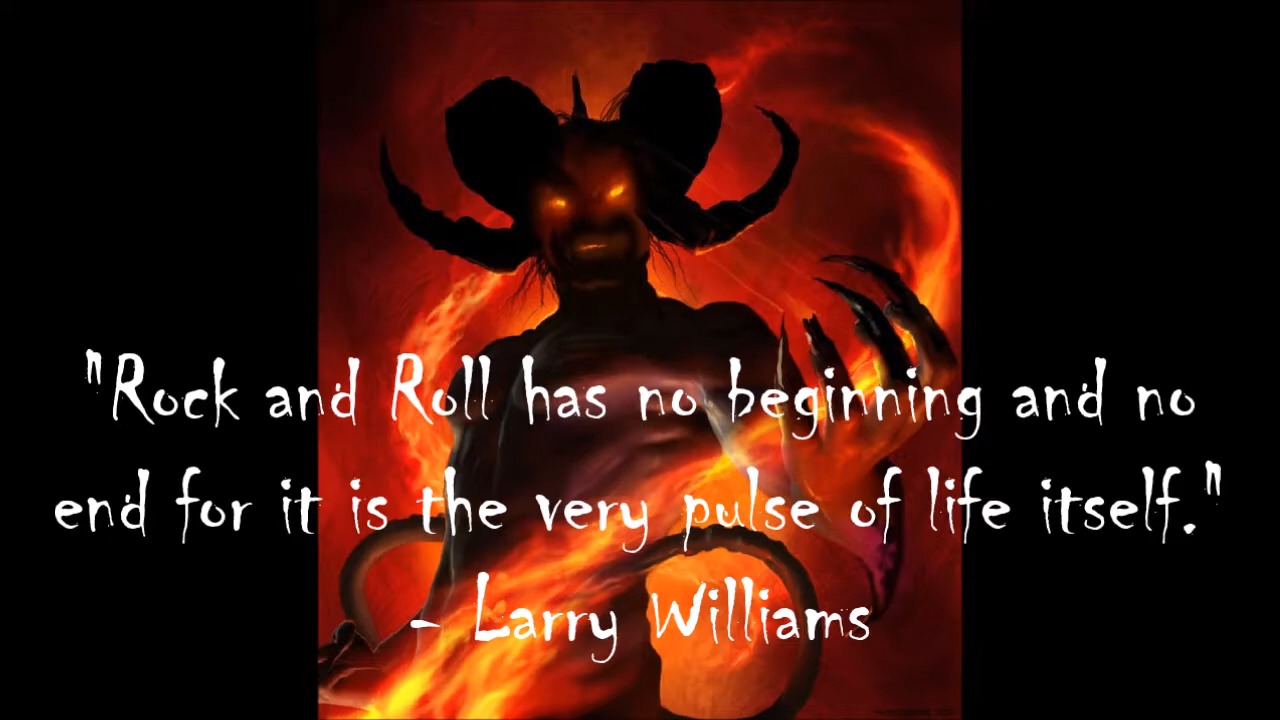 "Rock and Roll has no beginning and no
end for it is the very pulse of life itself."
- Larry Williams